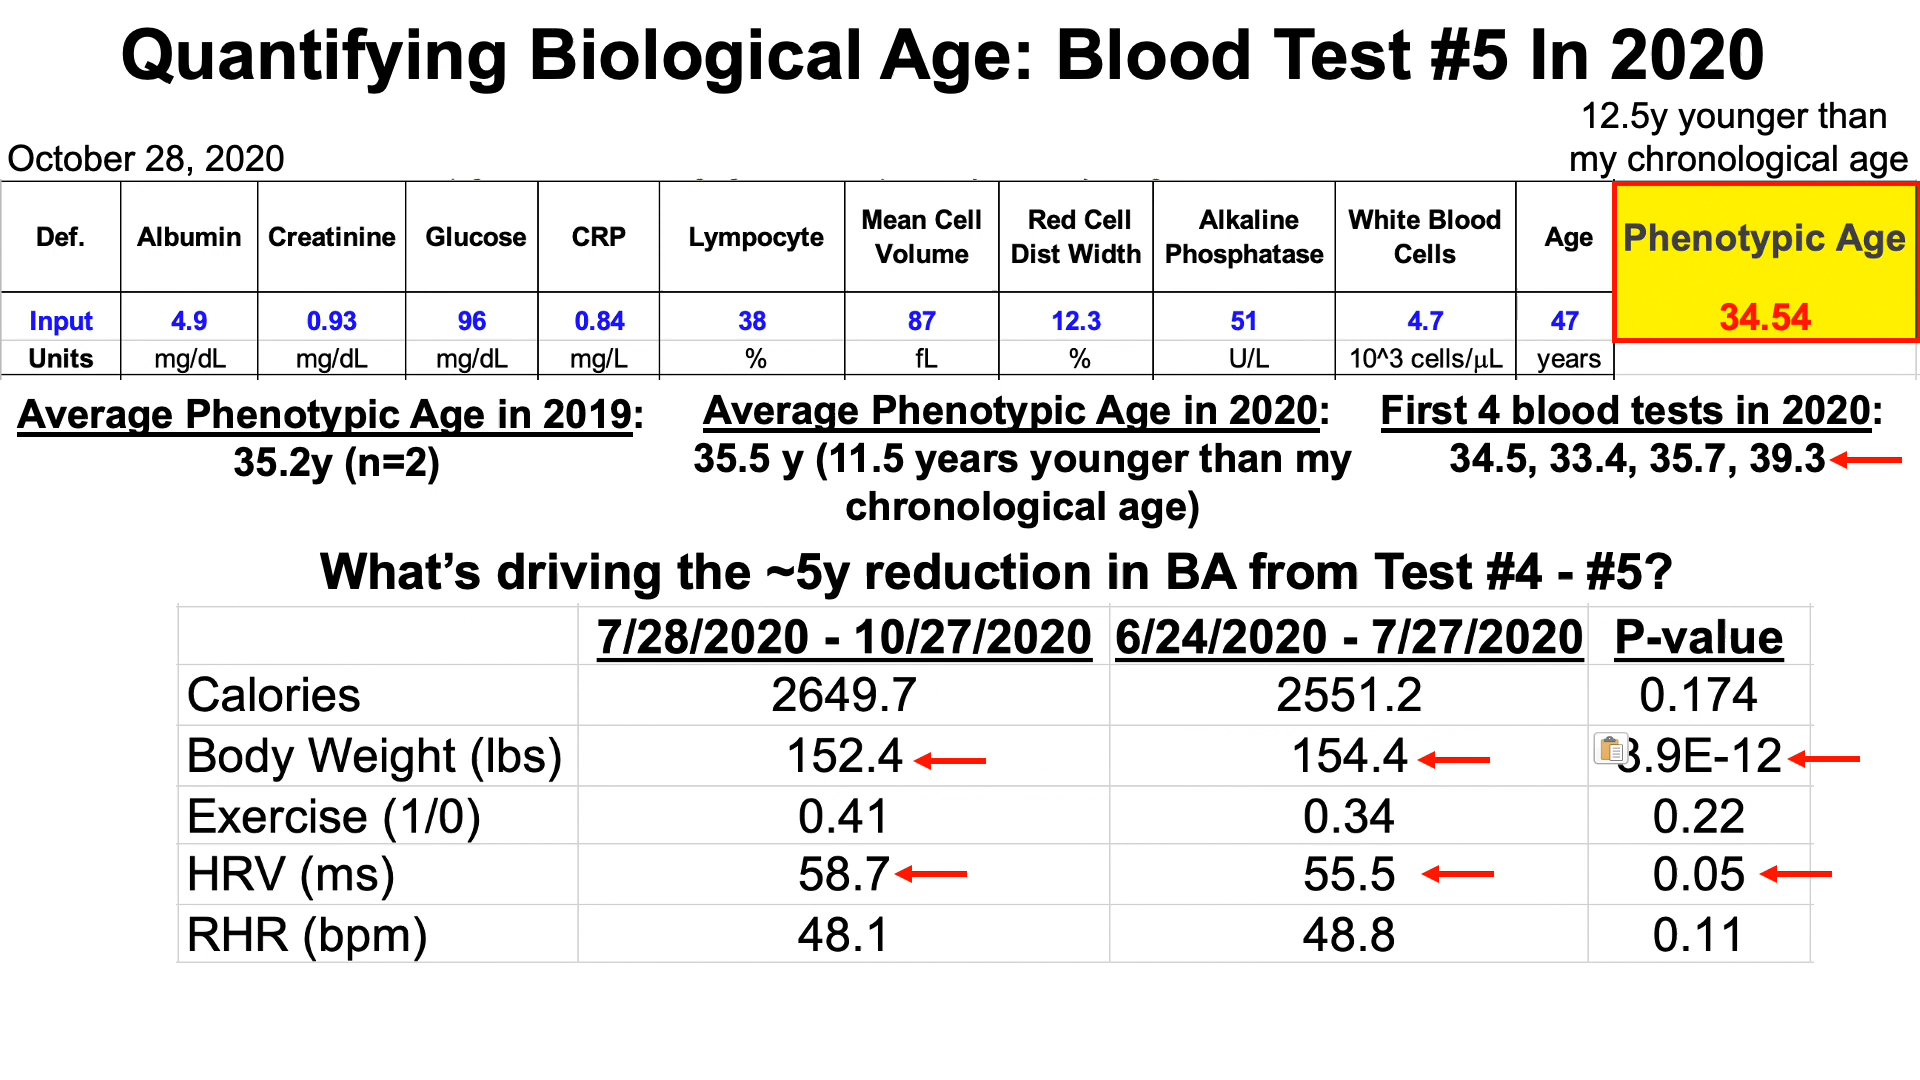 Quantifying Biological Age: Blood Test #5 In 2020
12.5y younger than
my chronological age
October 28, 2020
Def. Albumin Creatinine Glucose CRP Lympocyte Mean Cell Volume Red Cell Dist Width Alkaline Phosphatase White Blood Cells Age Phenotypic Age
Input 4.9 0.93 96 0.84 38 87 12.3 51 4.7 47 34.54
Units mg/dL mg/dL mg/dL mg/L % fL % U/L 10^3 cells/µL years
Average Phenotypic Age in 2019:
35.2y (n=2)
Average Phenotypic Age in 2020:
35.5 y (11.5 years younger than my
chronological age)
First 4 blood tests in 2020:
34.5, 33.4, 35.7, 39.3
What’s driving the ~5y reduction in BA from Test #4 - #5?
7/28/2020 - 10/27/2020 6/24/2020 - 7/27/2020 P-value
Calories 2649.7 2551.2 0.174
Body Weight (lbs) 152.4 154.4 3.9E-12
Exercise (1/0) 0.41 0.34 0.22
HRV (ms) 58.7 55.5 0.05
RHR (bpm) 48.1 48.8 0.11